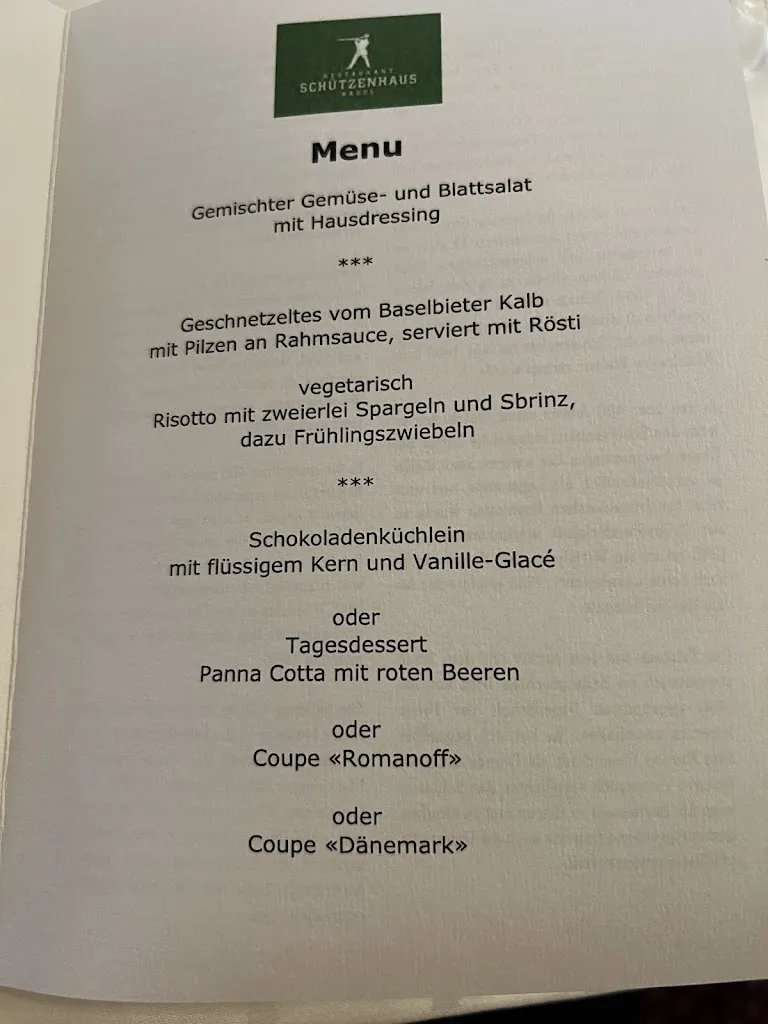 RESTAURANT
SCHÜTZENHAUS
BASEL
Menu
Gemischter Gemüse- und Blattsalat
mit Hausdressing
***
Geschnetzeltes vom Baselbieter Kalb
mit Pilzen an Rahmsauce, serviert mit Rösti
vegetarisch
Risotto mit zweierlei Spargeln und Sbrinz,
dazu Frühlingszwiebeln
***
Schokoladenküchlein
mit flüssigem Kern und Vanille-Glacé
oder
Tagesdessert
Panna Cotta mit roten Beeren
oder
Coupe «Romanoff»
oder
Coupe «Dänemark»